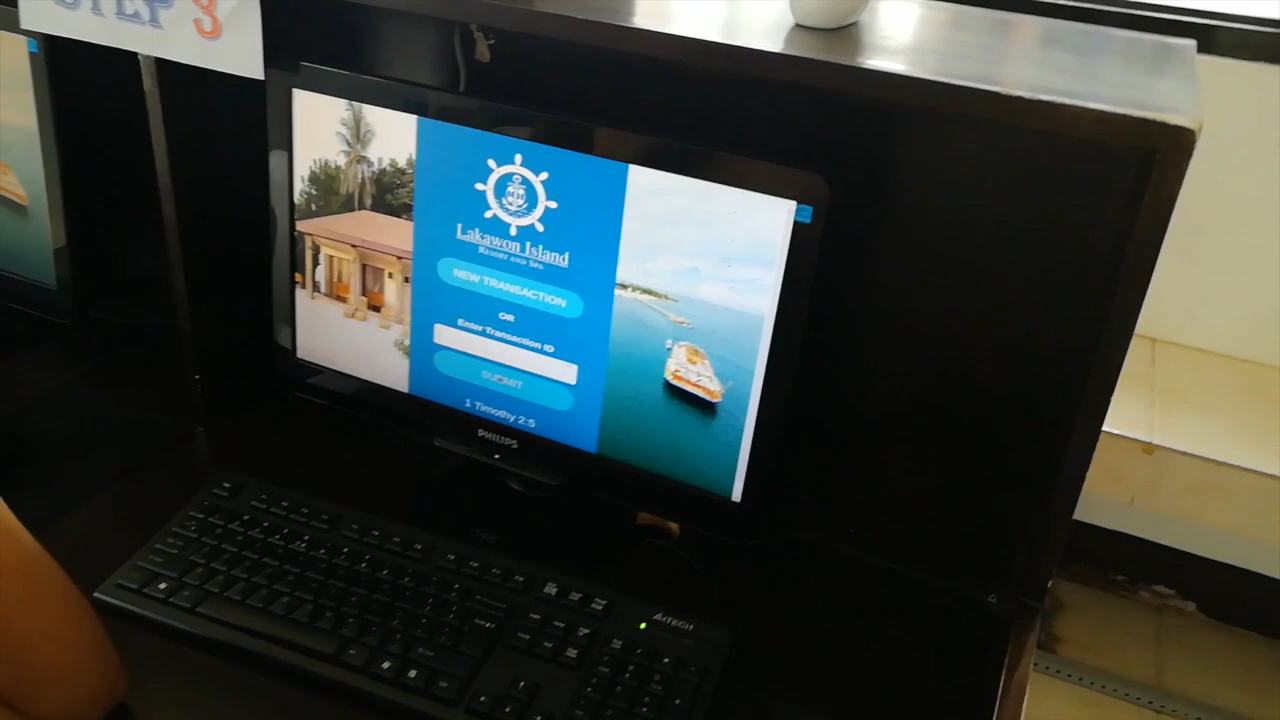 STEP 3
Lakawon Island
RESORT AND SPA
NEW TRANSACTION
OR
Enter Transaction ID
SUBMIT
1 Timothy 2:5
PHILIPS
A4TECH